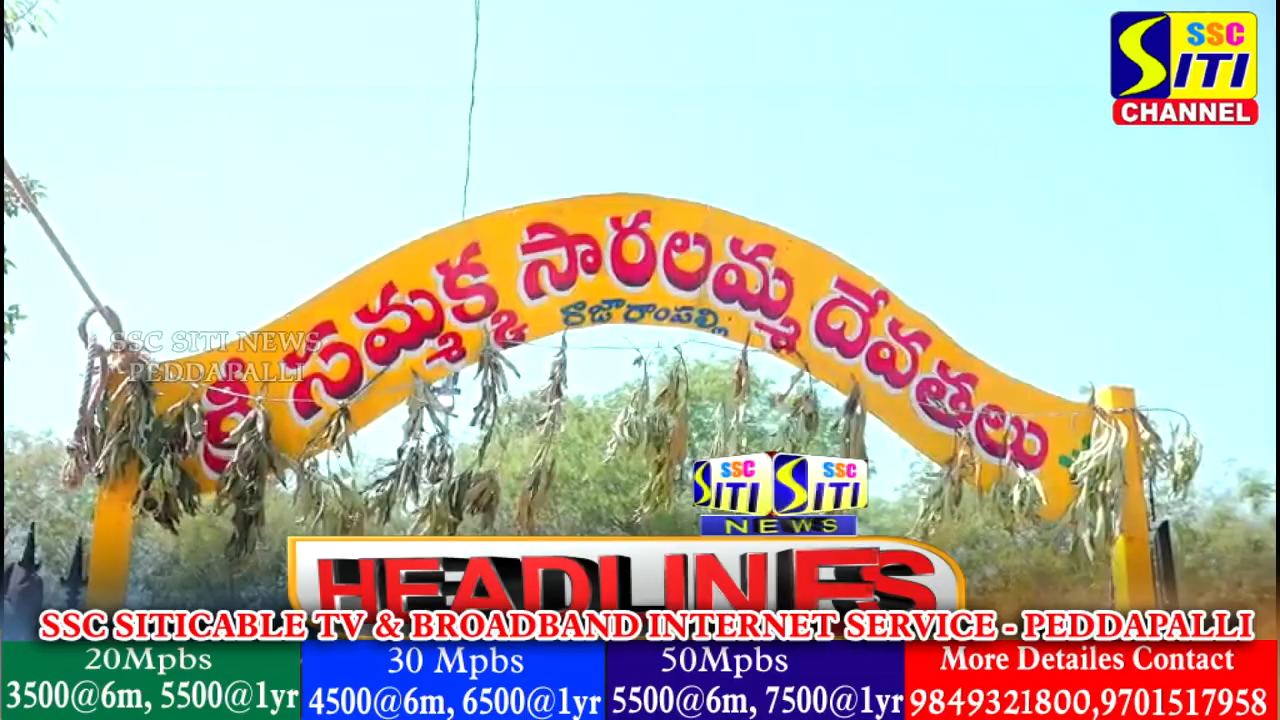 SSC
SITI
CHANNEL
శ్రీ సమ్మక్క సారలమ్మ దేవతలు
రాజారాంపల్లి
SSC SITI NEWS
PEDDAPALLI
SSC SSC
SITI SITI
NEWS
HEADLINES
SSC SITICABLE TV & BROADBAND INTERNET SERVICE - PEDDAPALLI
20Mpbs 30 Mpbs 50Mpbs More Detailes Contact
3500@6m, 5500@1yr 4500@6m, 6500@1yr 5500@6m, 7500@1yr 9849321800,9701517958